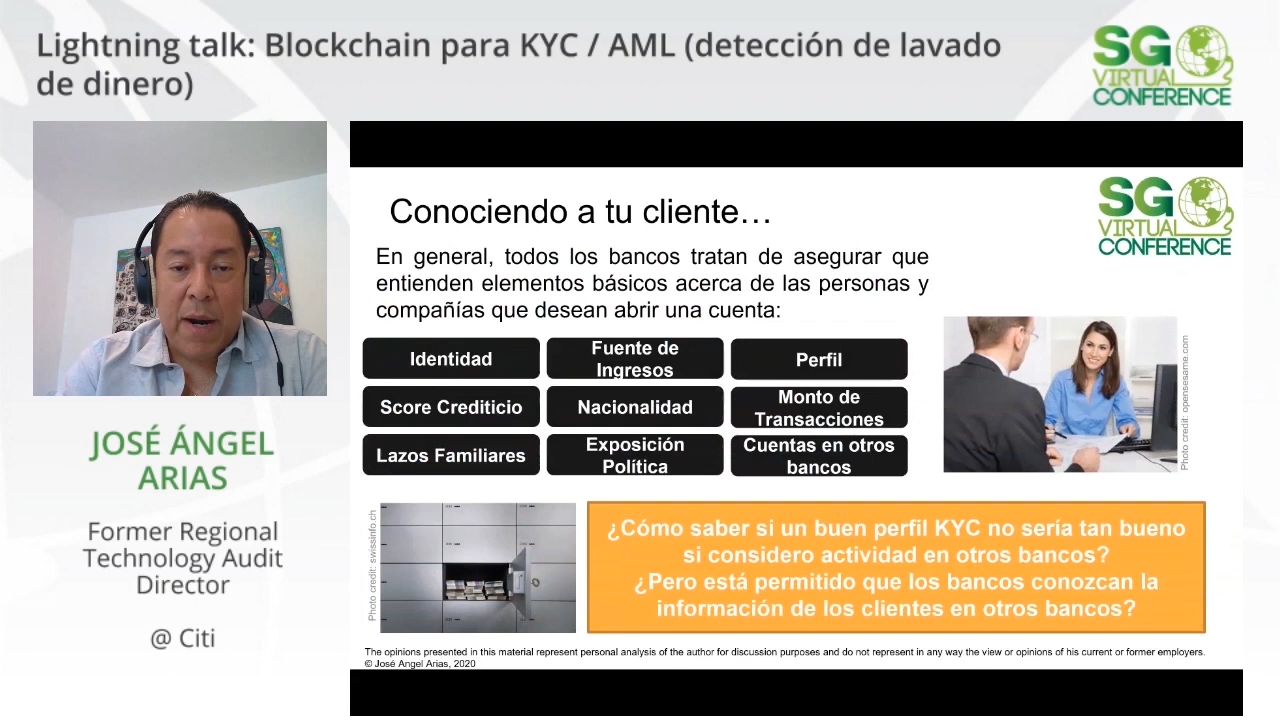 Lightning talk: Blockchain para KYC / AML (detección de lavado
de dinero)
SG
VIRTUAL
CONFERENCE
JOSÉ ÁNGEL
ARIAS
Former Regional
Technology Audit
Director
@ Citi
SG
VIRTUAL
CONFERENCE
Conociendo a tu cliente…
En general, todos los bancos tratan de asegurar que
entienden elementos básicos acerca de las personas y
compañías que desean abrir una cuenta:
Identidad
Fuente de
Ingresos
Perfil
Score Crediticio
Nacionalidad
Monto de
Transacciones
Lazos Familiares
Exposición
Política
Cuentas en otros
bancos
Photo credit: opensesame.com
Photo credit: swissinfo.ch
¿Cómo saber si un buen perfil KYC no sería tan bueno
si considero actividad en otros bancos?
¿Pero está permitido que los bancos conozcan la
información de los clientes en otros bancos?
The opinions presented in this material represent personal analysis of the author for discussion purposes and do not represent in any way the view or opinions of his current or former employers.
© José Angel Arias, 2020